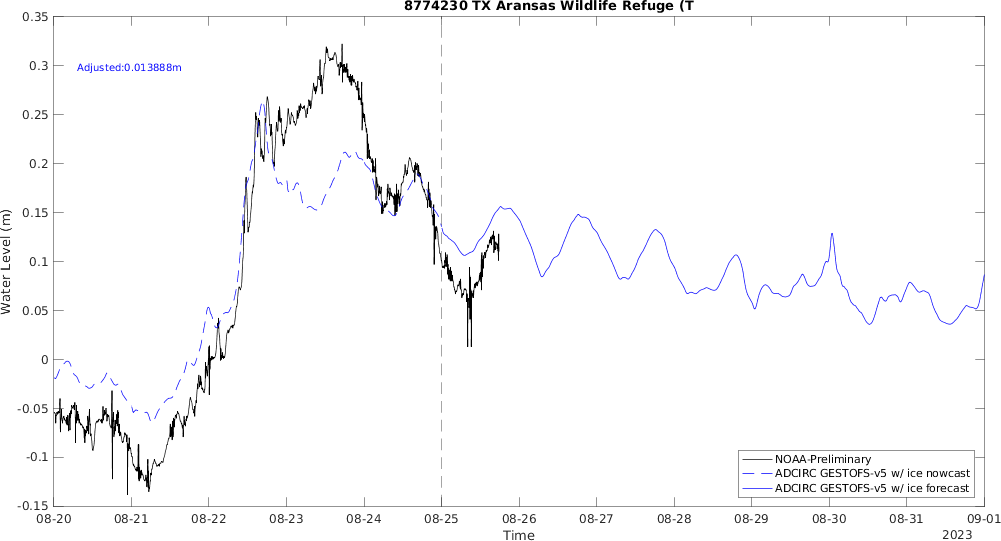 8774230 TX Aransas Wildlife Refuge (T
0.35
0.3
0.25
0.2
0.15
0.1
0.05
0
-0.05
-0.1
-0.15
Water Level (m)
Adjusted:0.013888m
NOAA-Preliminary
ADCIRC GESTOFS-v5 w/ ice nowcast
ADCIRC GESTOFS-v5 w/ ice forecast
08-20 08-21 08-22 08-23 08-24 08-25 08-26 08-27 08-28 08-29 08-30 08-31 09-01
Time
2023